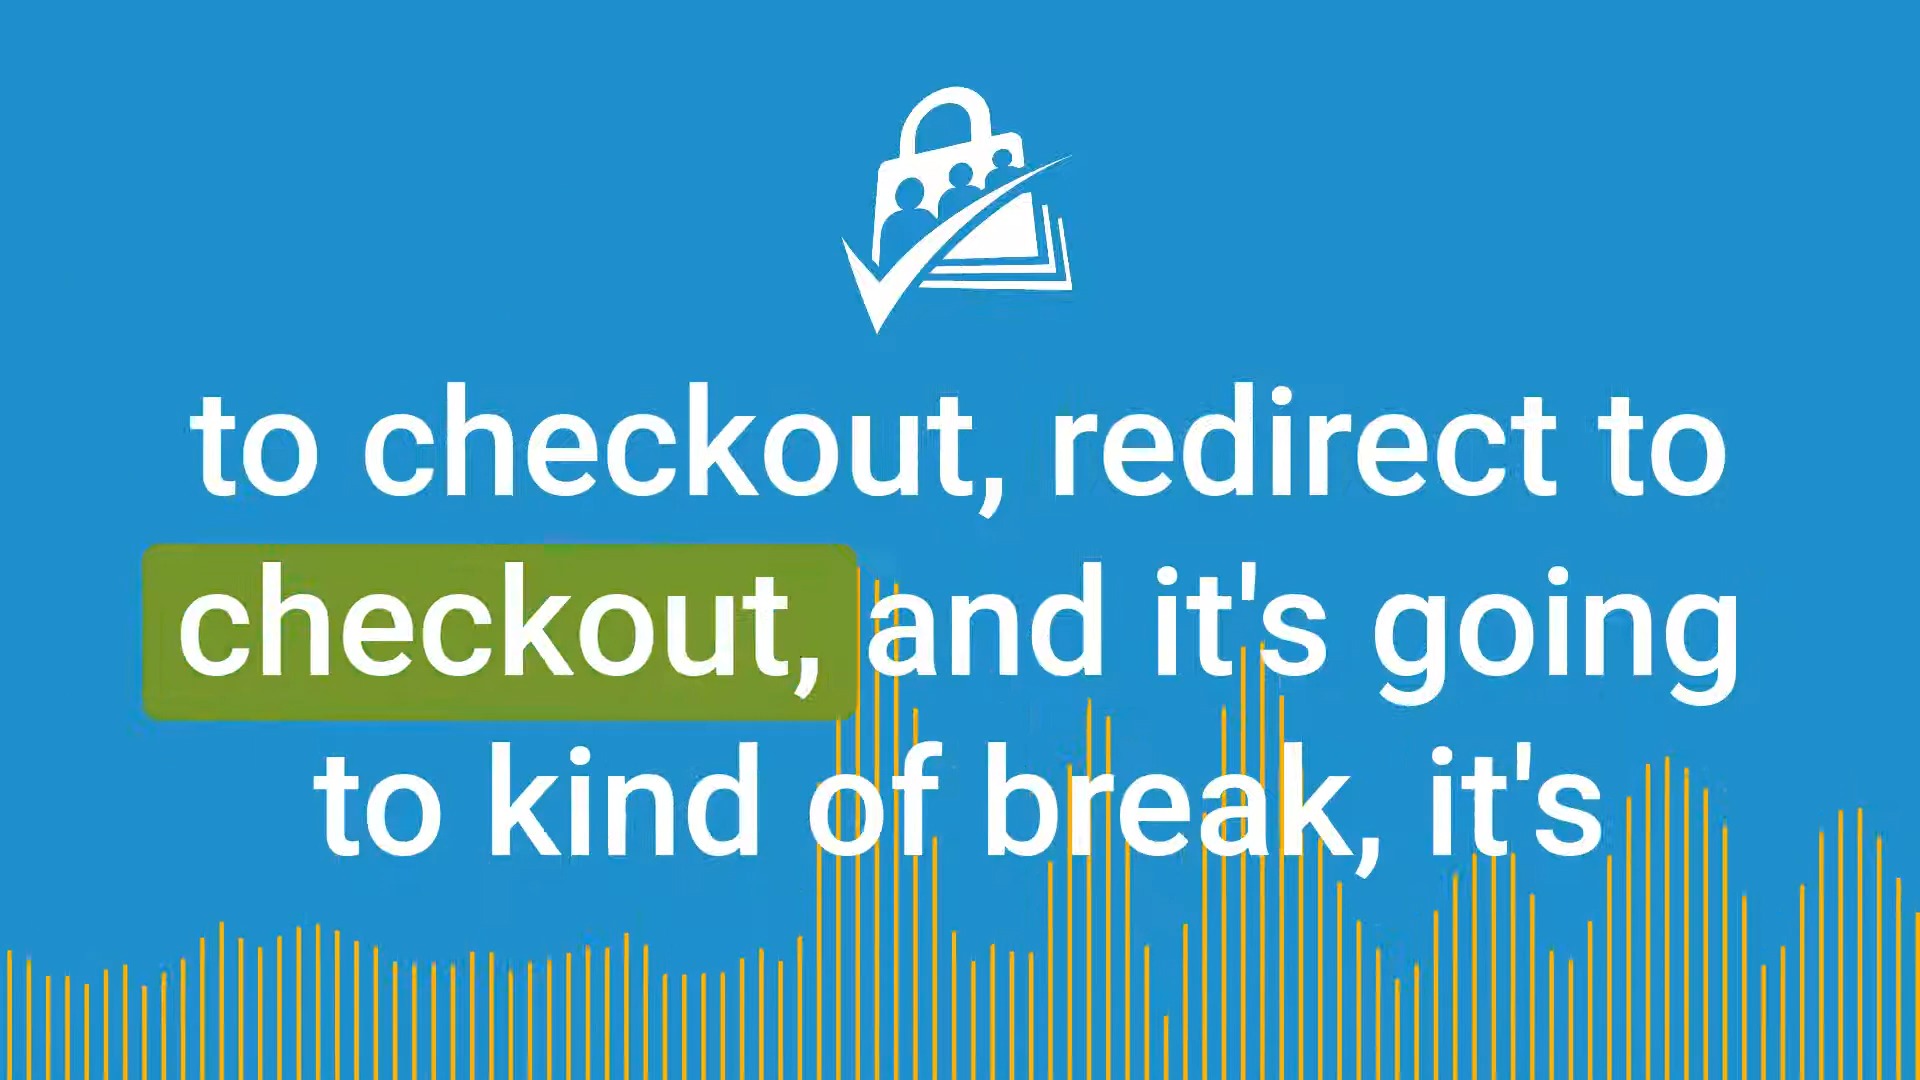 to checkout, redirect to
checkout, and it's going
to kind of break, it's